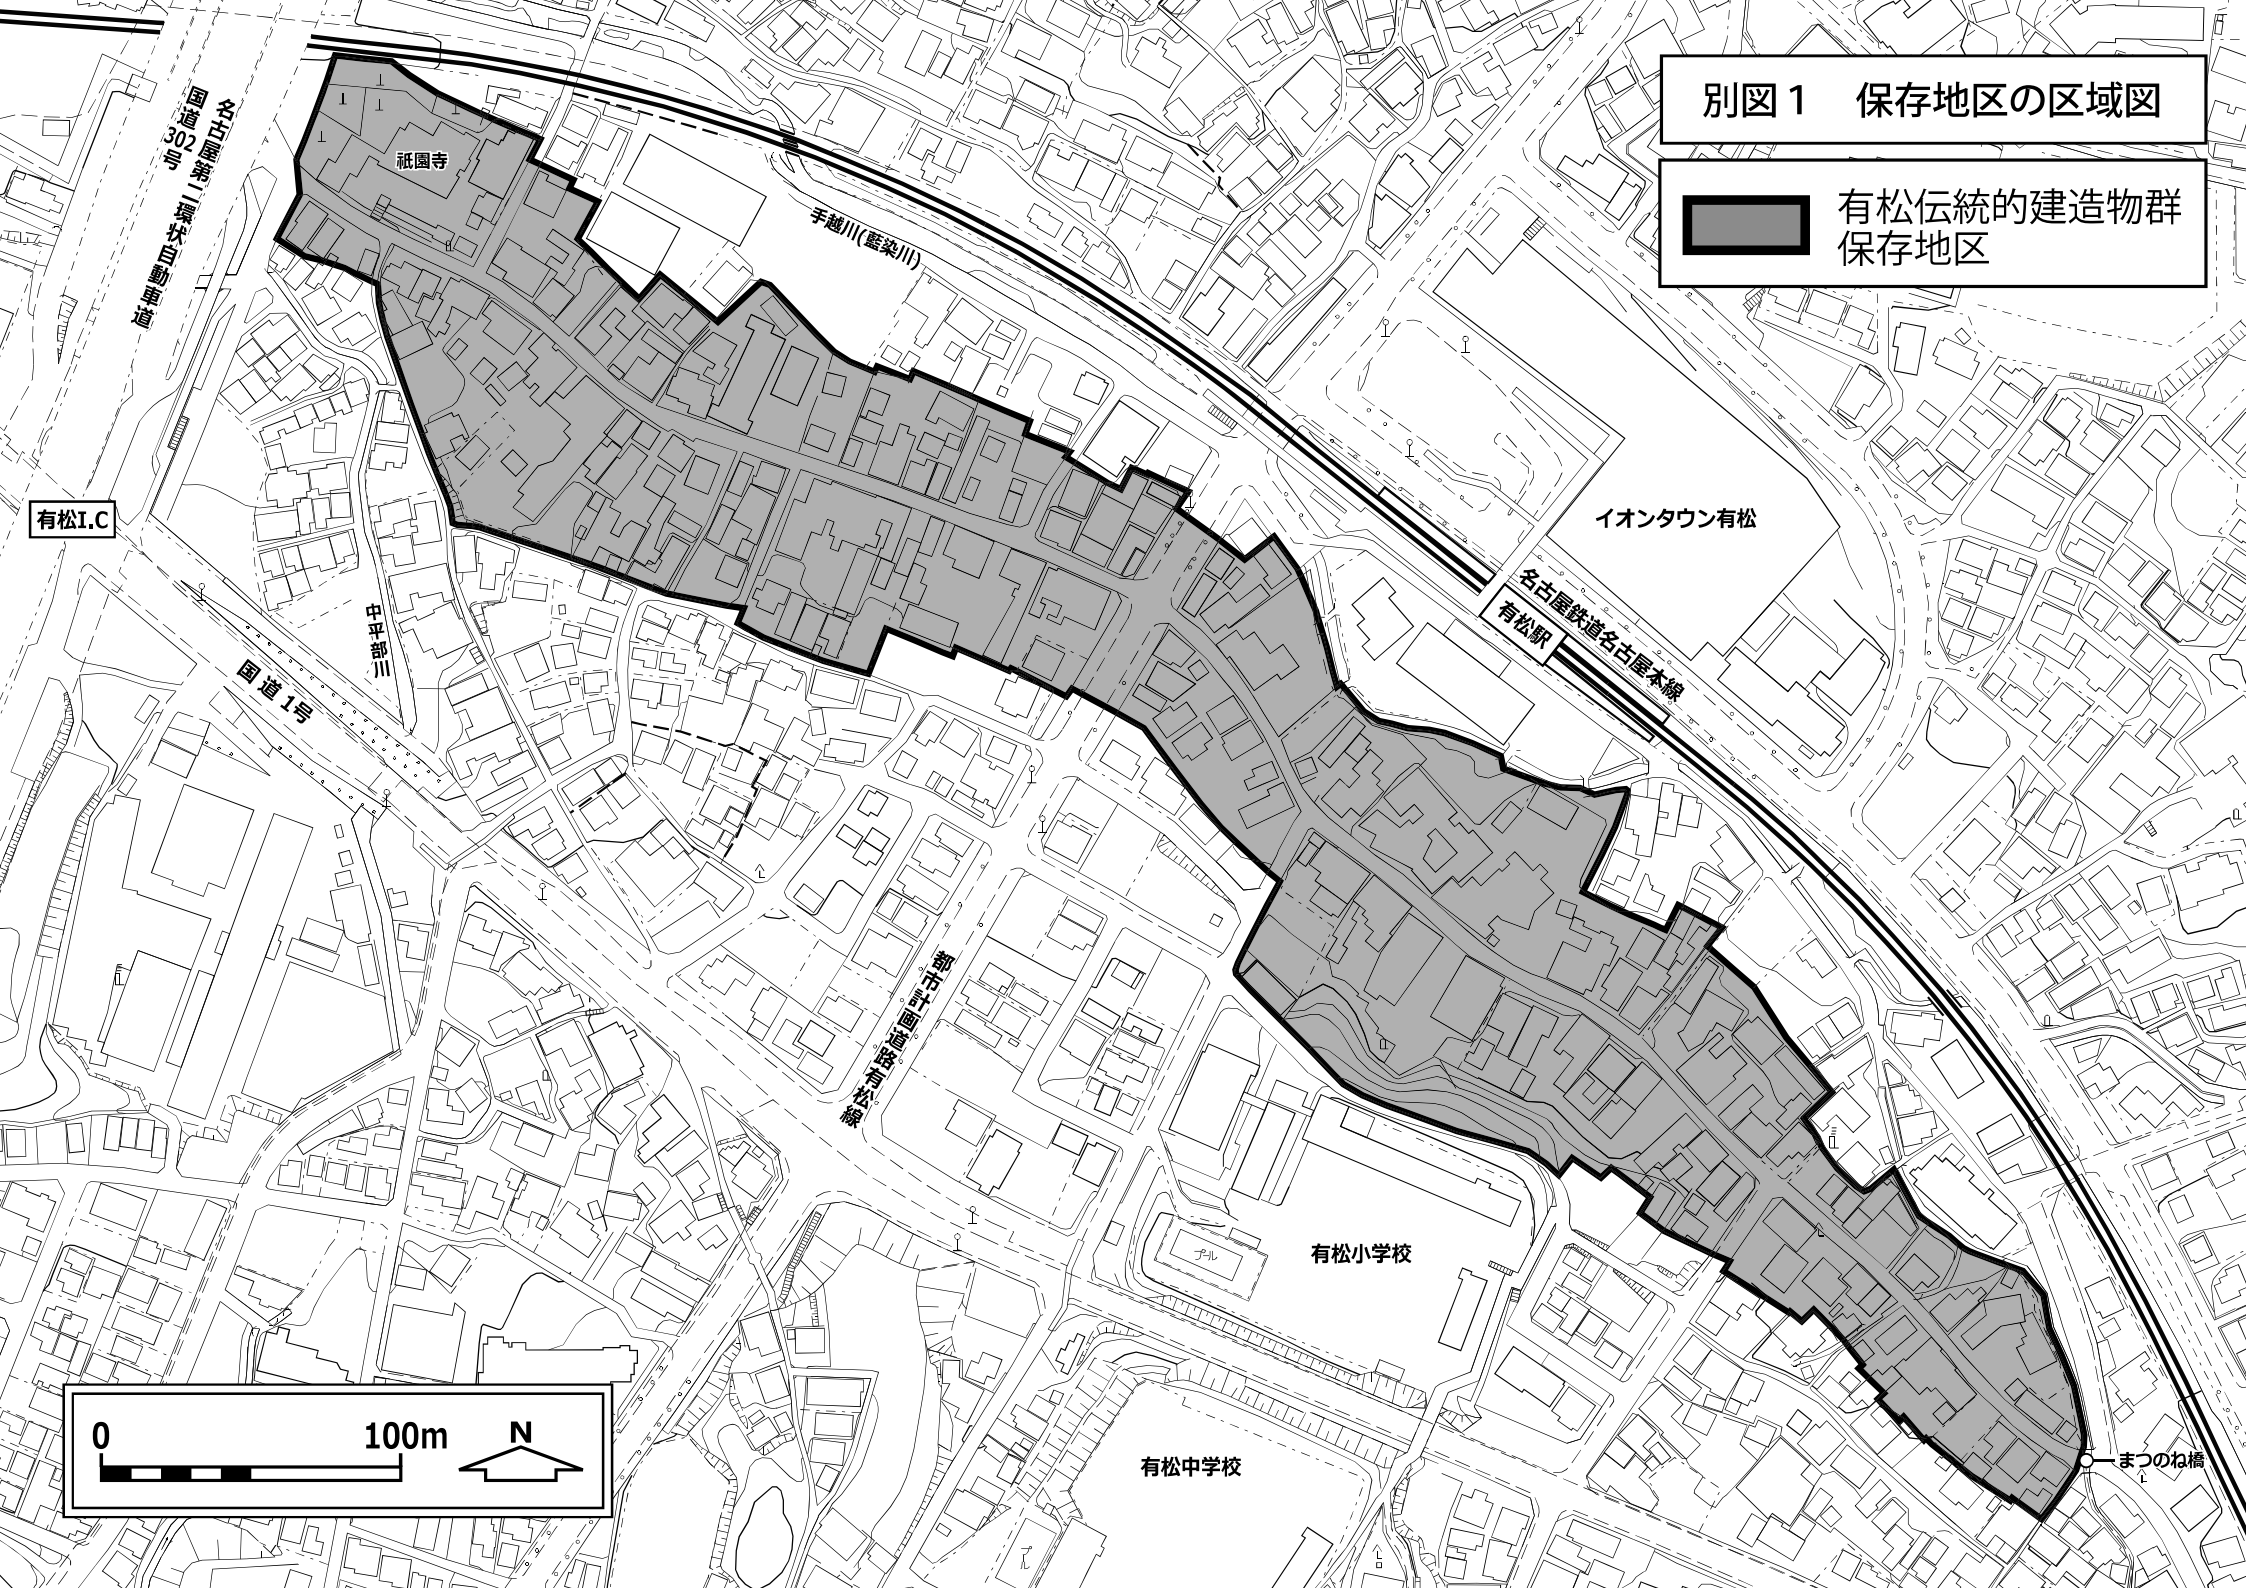 別図1 保存地区の区域図
有松伝統的建造物群
保存地区
名古屋第二環状自動車道
国道302号
祇園寺
手越川(藍染川)
有松I.C
イオンタウン有松
名古屋鉄道名古屋本線
有松駅
中平部川
国道1号
都市計画道路有松線
プール
有松小学校
有松中学校
プール
まつのね橋
0 100m N